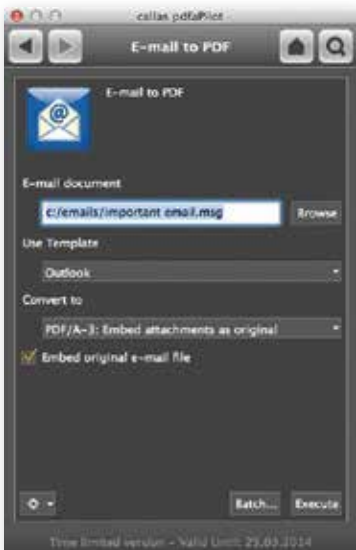 callas pdfaPilot
E-mail to PDF
E-mail to PDF
E-mail document
c:/emails/important email.msg
Browse
Use Template
Outlook
Convert to
PDF/A-3: Embed attachments as original
Embed original e-mail file
Batch...
Execute
Time limited version - Valid Until: 25.03.2014